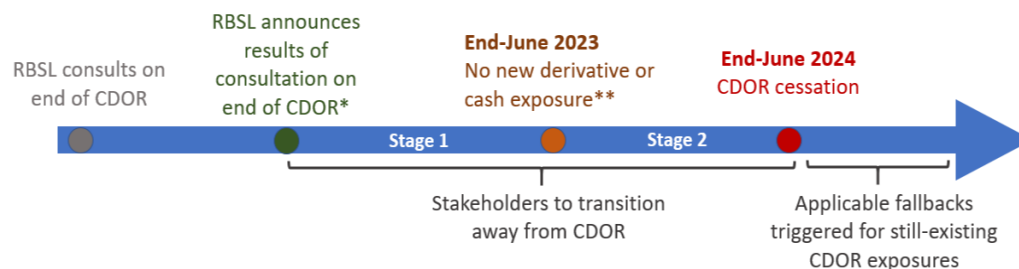 RBSL consults on
end of CDOR
RBSL announces
results of
consultation on
end of CDOR*
End-June 2023
No new derivative or
cash exposure**
End-June 2024
CDOR cessation
Stage 1
Stage 2
Stakeholders to transition
away from CDOR
Applicable fallbacks
triggered for still-existing
CDOR exposures